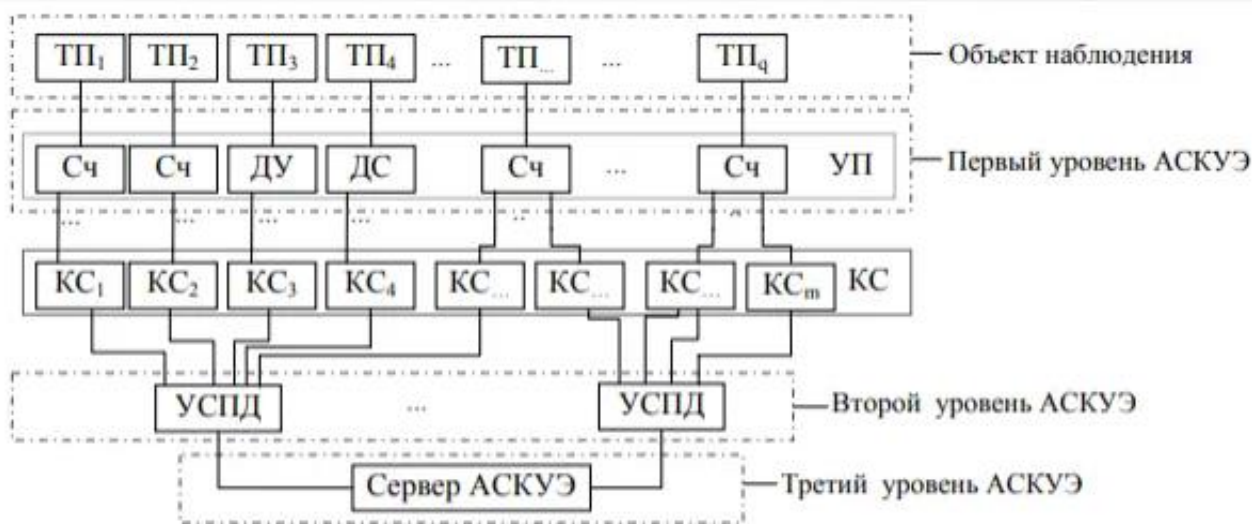 ТП₁ ТП₂ ТП₃ ТП₄ ... ТП... ... ТПq
Объект наблюдения
Сч Сч ДУ ДС Сч ... Сч УП
Первый уровень АСКУЭ
... ... ... ... .. ..
КС₁ КС₂ КС₃ КС₄ КС... КС... КС... КСm КС
УСПД ... УСПД
Второй уровень АСКУЭ
Сервер АСКУЭ
Третий уровень АСКУЭ